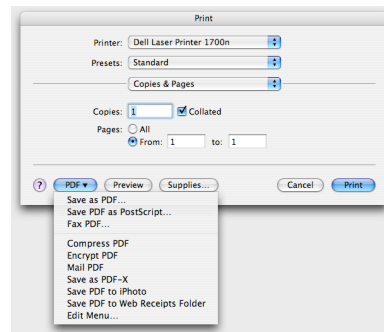 Print
Printer: Dell Laser Printer 1700n
Presets: Standard
Copies & Pages
Copies: 1 Collated
Pages: All
From: 1 to: 1
? PDF ▾ Preview Supplies... Cancel Print
Save as PDF...
Save PDF as PostScript...
Fax PDF...
Compress PDF
Encrypt PDF
Mail PDF
Save as PDF-X
Save PDF to iPhoto
Save PDF to Web Receipts Folder
Edit Menu...